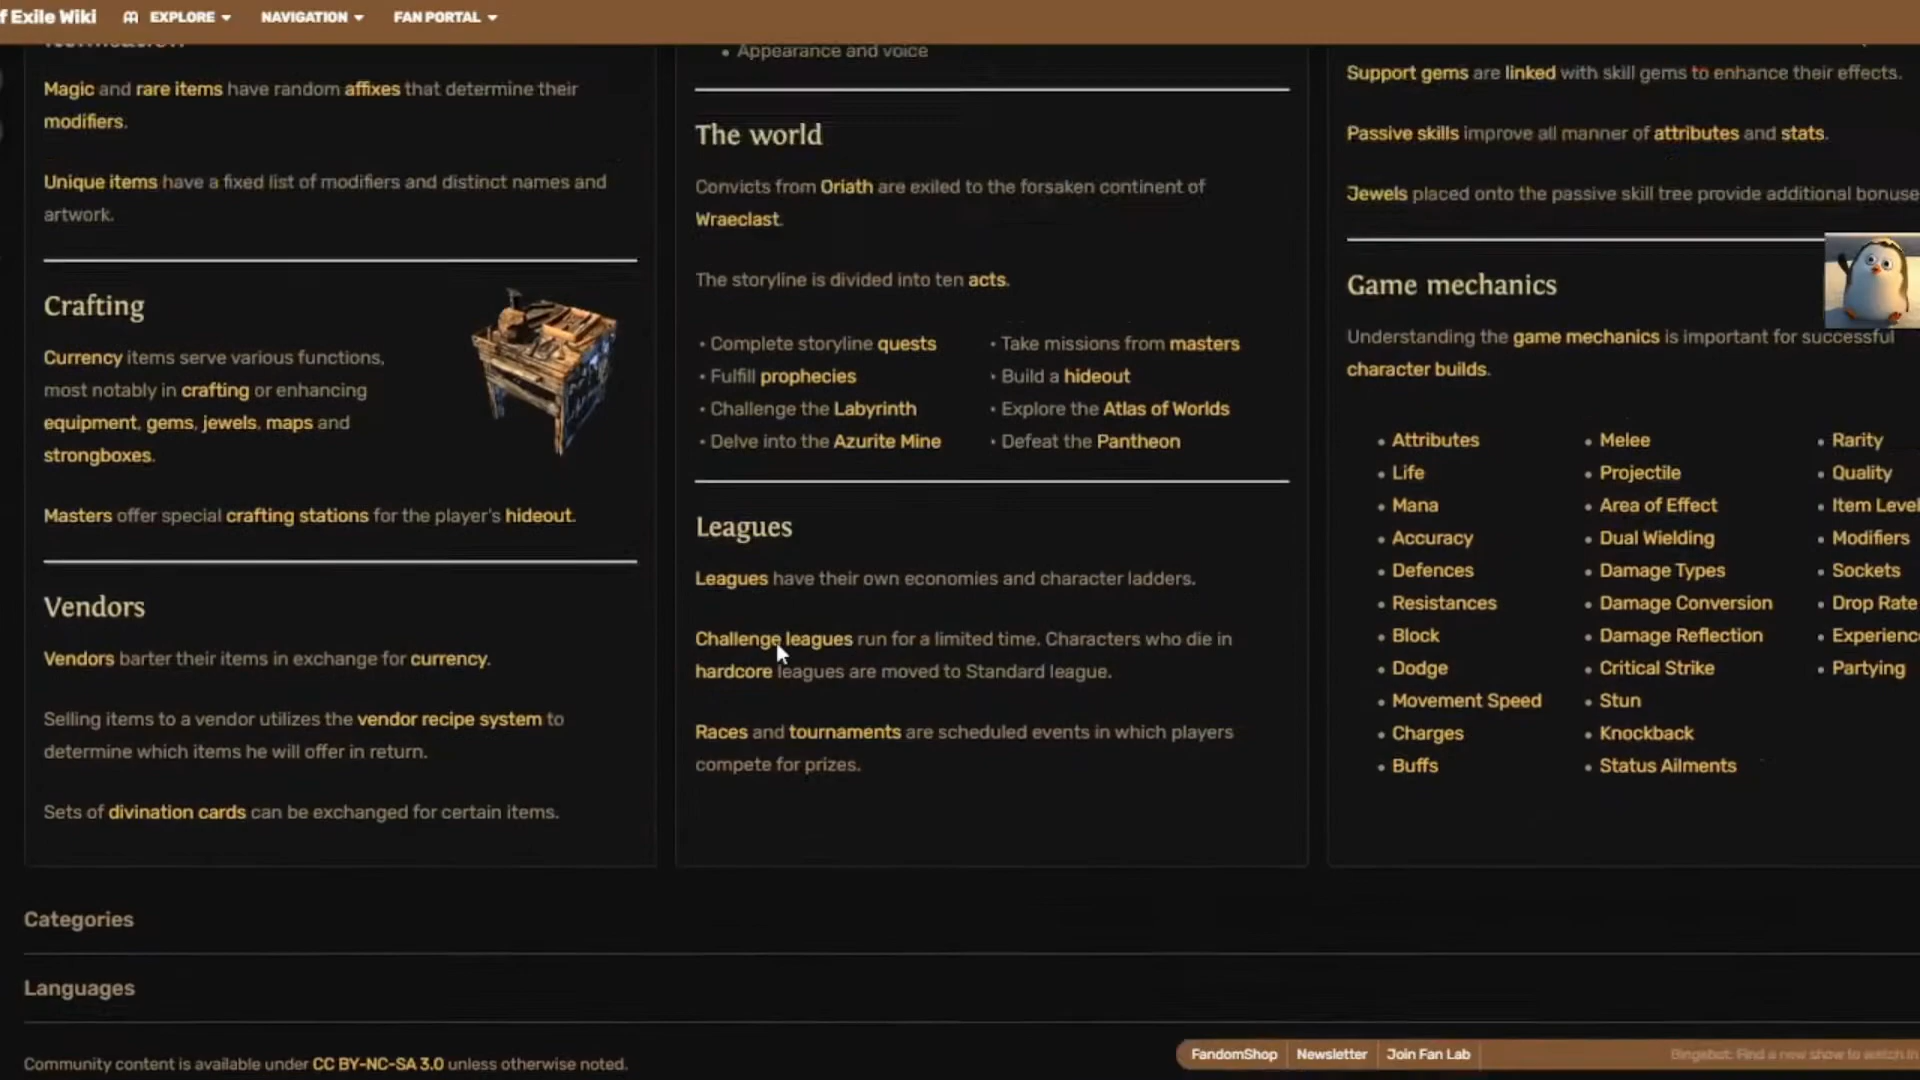 f Exile Wiki
EXPLORE
NAVIGATION
FAN PORTAL
Magic and rare items have random affixes that determine their
modifiers.
Unique items have a fixed list of modifiers and distinct names and
artwork.
Crafting
Currency items serve various functions,
most notably in crafting or enhancing
equipment, gems, jewels, maps and
strongboxes.
Masters offer special crafting stations for the player's hideout.
Vendors
Vendors barter their items in exchange for currency.
Selling items to a vendor utilizes the vendor recipe system to
determine which items he will offer in return.
Sets of divination cards can be exchanged for certain items.
• Appearance and voice
The world
Convicts from Oriath are exiled to the forsaken continent of
Wraeclast.
The storyline is divided into ten acts.
• Complete storyline quests
• Fulfill prophecies
• Challenge the Labyrinth
• Delve into the Azurite Mine
• Take missions from masters
• Build a hideout
• Explore the Atlas of Worlds
• Defeat the Pantheon
Leagues
Leagues have their own economies and character ladders.
Challenge leagues run for a limited time. Characters who die in
hardcore leagues are moved to Standard league.
Races and tournaments are scheduled events in which players
compete for prizes.
Support gems are linked with skill gems to enhance their effects.
Passive skills improve all manner of attributes and stats.
Jewels placed onto the passive skill tree provide additional bonuse
Game mechanics
Understanding the game mechanics is important for successful
character builds.
• Attributes
• Life
• Mana
• Accuracy
• Defences
• Resistances
• Block
• Dodge
• Movement Speed
• Charges
• Buffs
• Melee
• Projectile
• Area of Effect
• Dual Wielding
• Damage Types
• Damage Conversion
• Damage Reflection
• Critical Strike
• Stun
• Knockback
• Status Ailments
• Rarity
• Quality
• Item Level
• Modifiers
• Sockets
• Drop Rate
• Experience
• Partying
Categories
Languages
Community content is available under CC BY-NC-SA 3.0 unless otherwise noted.
FandomShop
Newsletter
Join Fan Lab
Bingebot: Find a new show to watch in